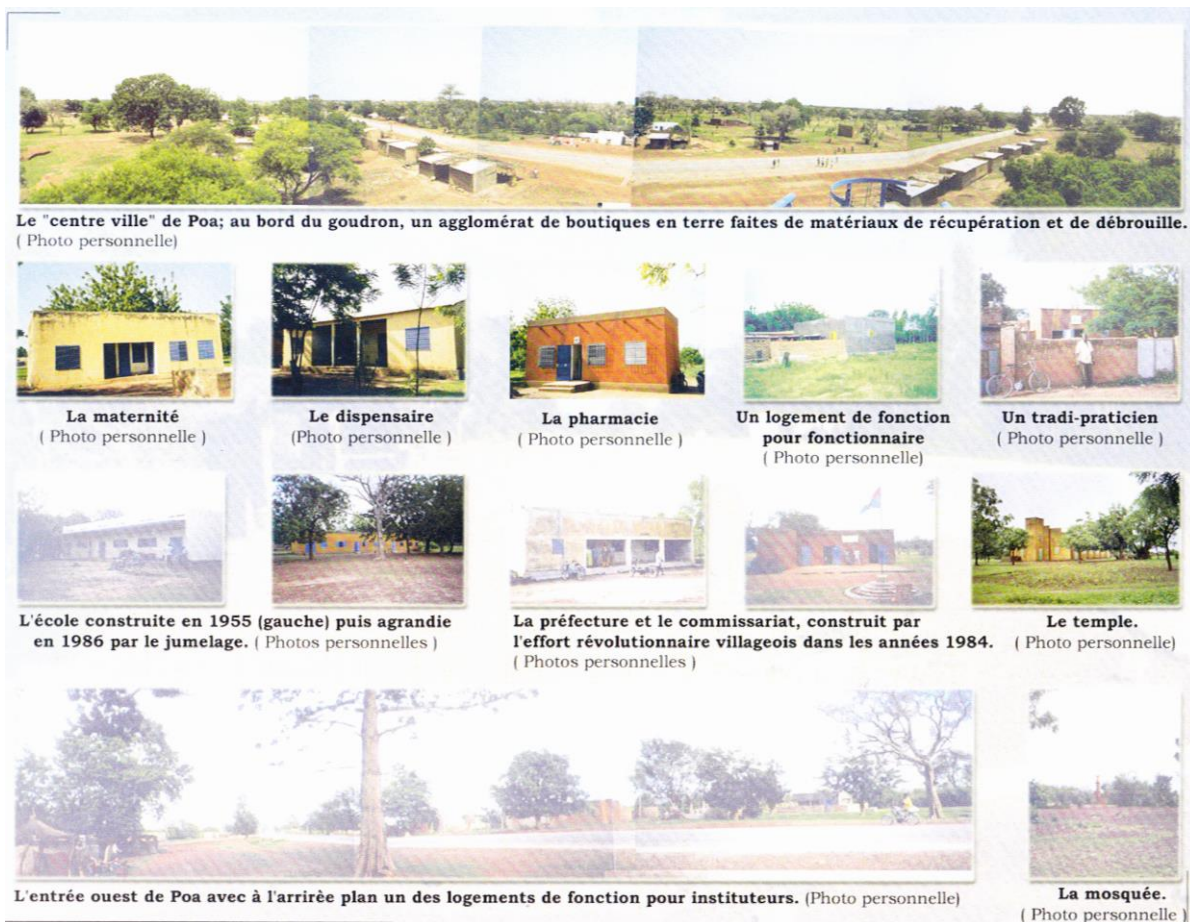 Le "centre ville" de Poa; au bord du goudron, un agglomérat de boutiques en terre faites de matériaux de récupération et de débrouille.
( Photo personnelle)
La maternité
( Photo personnelle )
Le dispensaire
(Photo personnelle )
La pharmacie
( Photo personnelle )
Un logement de fonction
pour fonctionnaire
( Photo personnelle)
Un tradi-praticien
( Photo personnelle )
L'école construite en 1955 (gauche) puis agrandie
en 1986 par le jumelage. ( Photos personnelles )
La préfecture et le commissariat, construit par
l'effort révolutionnaire villageois dans les années 1984.
( Photos personnelles )
Le temple.
( Photo personnelle)
L'entrée ouest de Poa avec à l'arrirèe plan un des logements de fonction pour instituteurs. (Photo personnelle)
La mosquée.
( Photo personnelle )